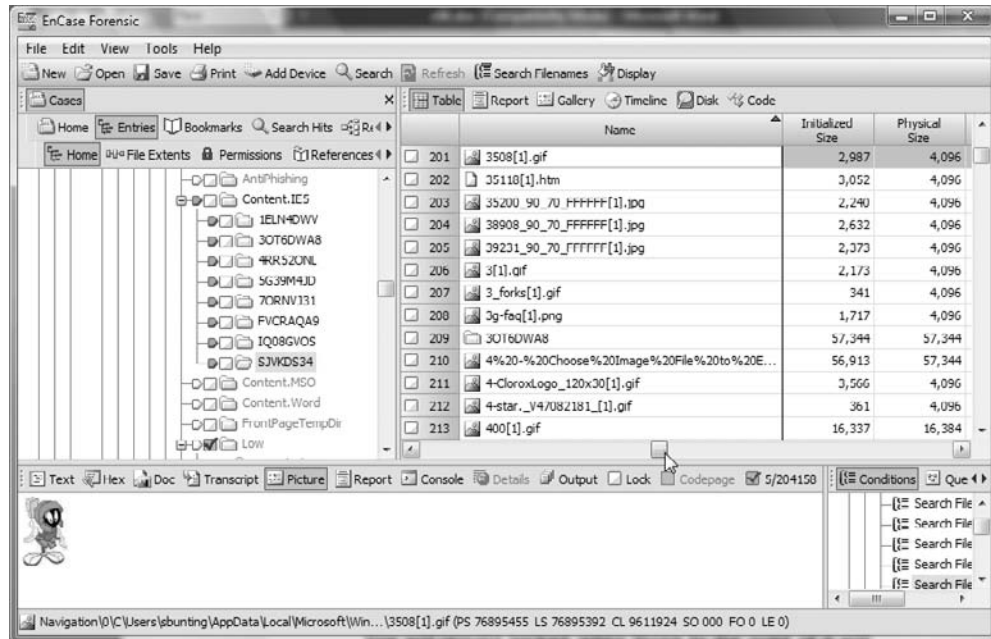 EnCase Forensic
File Edit View Tools Help
New Open Save Print Add Device Search Refresh Search Filenames Display
Cases
Table Report Gallery Timeline Disk Code
Home Entries Bookmarks Search Hits
Home File Extents Permissions References
Name Initialized Size Physical Size
AntiPhishing
Content.IE5
1ELN4DWV
3OT6DWA8
4RR52ONL
5G39M4JD
7ORNVJ31
FVCRAQA9
IQ08GVOS
SJVKDS34
Content.MSO
Content.Word
FrontPageTempDir
Low
201 3508[1].gif 2,987 4,096
202 35118[1].htm 3,052 4,096
203 35200_90_70_FFFFFF[1].jpg 2,240 4,096
204 38908_90_70_FFFFFF[1].jpg 2,632 4,096
205 39231_90_70_FFFFFF[1].jpg 2,373 4,096
206 3[1].gif 2,173 4,096
207 3_forks[1].gif 341 4,096
208 3g-faq[1].png 1,717 4,096
209 3OT6DWA8 57,344 57,344
210 4%20-%20Choose%20Image%20File%20to%20E... 56,913 57,344
211 4-CloroxLogo_120x30[1].gif 3,566 4,096
212 4-star._V47082181_[1].gif 361 4,096
213 400[1].gif 16,337 16,384
Text Hex Doc Transcript Picture Report Console Details Output Lock Codepage 5/204158
Conditions Que
Search File
Search File
Search File
Search File
Search File
Navigation\0\C\Users\sbunting\AppData\Local\Microsoft\Win...\3508[1].gif (PS 76895455 LS 76895392 CL 9611924 SO 000 FO 0 LE 0)